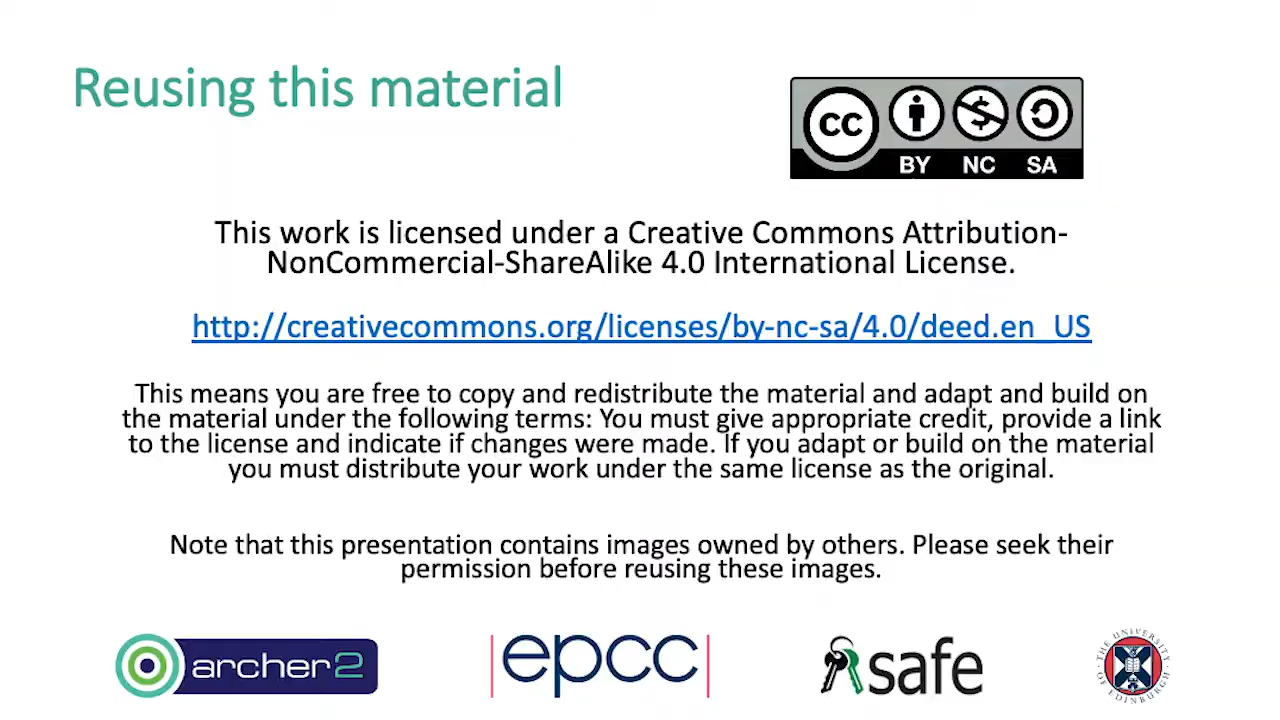 Reusing this material
CC
BY NC SA
This work is licensed under a Creative Commons Attribution-
NonCommercial-ShareAlike 4.0 International License.
http://creativecommons.org/licenses/by-nc-sa/4.0/deed.en_US
This means you are free to copy and redistribute the material and adapt and build on
the material under the following terms: You must give appropriate credit, provide a link
to the license and indicate if changes were made. If you adapt or build on the material
you must distribute your work under the same license as the original.
Note that this presentation contains images owned by others. Please seek their
permission before reusing these images.
archer2
epcc
safe
THE UNIVERSITY OF EDINBURGH